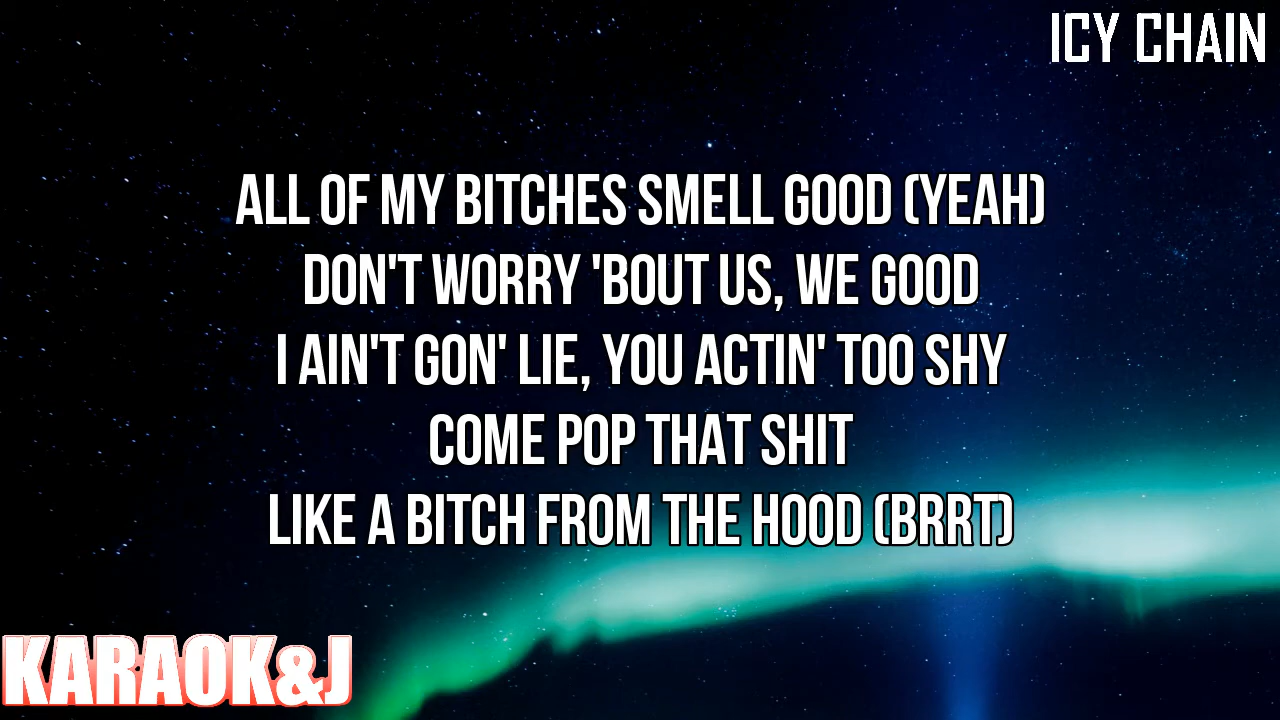 ICY CHAIN
ALL OF MY BITCHES SMELL GOOD (YEAH)
DON'T WORRY 'BOUT US, WE GOOD
I AIN'T GON' LIE, YOU ACTIN' TOO SHY
COME POP THAT SHIT
LIKE A BITCH FROM THE HOOD (BRRT)
KARAOK&J